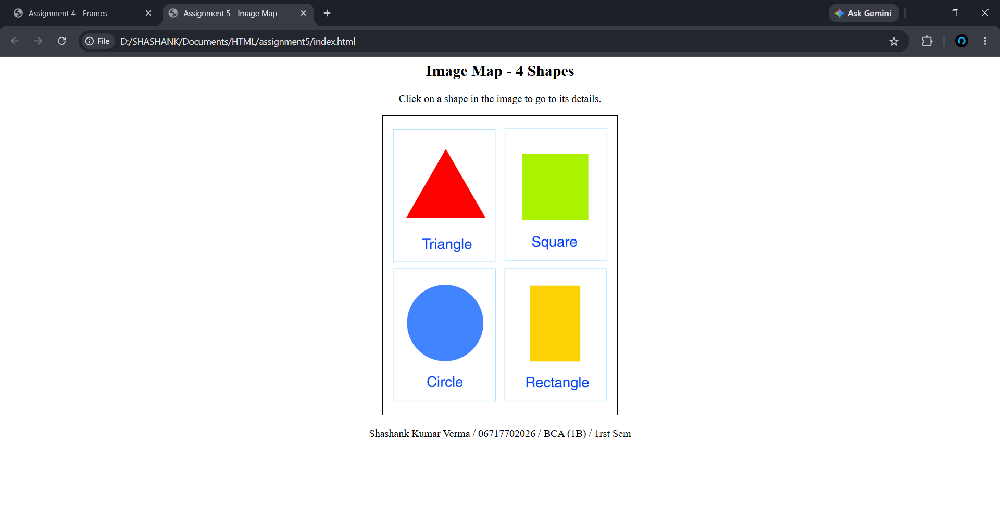 Assignment 4 - Frames
Assignment 5 - Image Map
Ask Gemini
File
D:/SHASHANK/Documents/HTML/assignment5/index.html
Image Map - 4 Shapes
Click on a shape in the image to go to its details.
Triangle
Square
Circle
Rectangle
Shashank Kumar Verma / 06717702026 / BCA (1B) / 1rst Sem